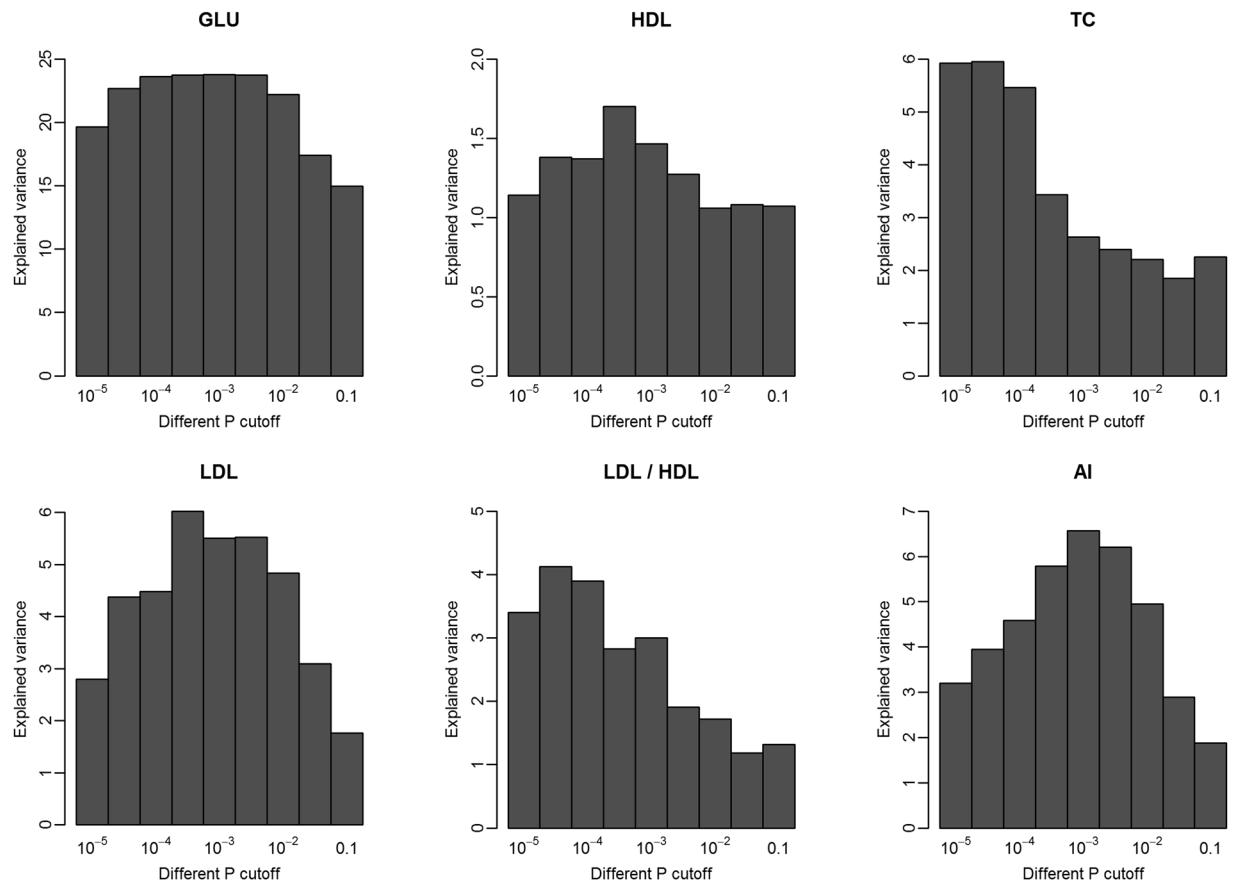 GLU
HDL
TC
Explained variance
0 5 10 15 20 25
10⁻⁵ 10⁻⁴ 10⁻³ 10⁻² 0.1
Different P cutoff
Explained variance
0.0 0.5 1.0 1.5 2.0
10⁻⁵ 10⁻⁴ 10⁻³ 10⁻² 0.1
Different P cutoff
Explained variance
0 1 2 3 4 5 6
10⁻⁵ 10⁻⁴ 10⁻³ 10⁻² 0.1
Different P cutoff
LDL
LDL / HDL
AI
Explained variance
0 1 2 3 4 5 6
10⁻⁵ 10⁻⁴ 10⁻³ 10⁻² 0.1
Different P cutoff
Explained variance
0 1 2 3 4 5
10⁻⁵ 10⁻⁴ 10⁻³ 10⁻² 0.1
Different P cutoff
Explained variance
0 1 2 3 4 5 6 7
10⁻⁵ 10⁻⁴ 10⁻³ 10⁻² 0.1
Different P cutoff